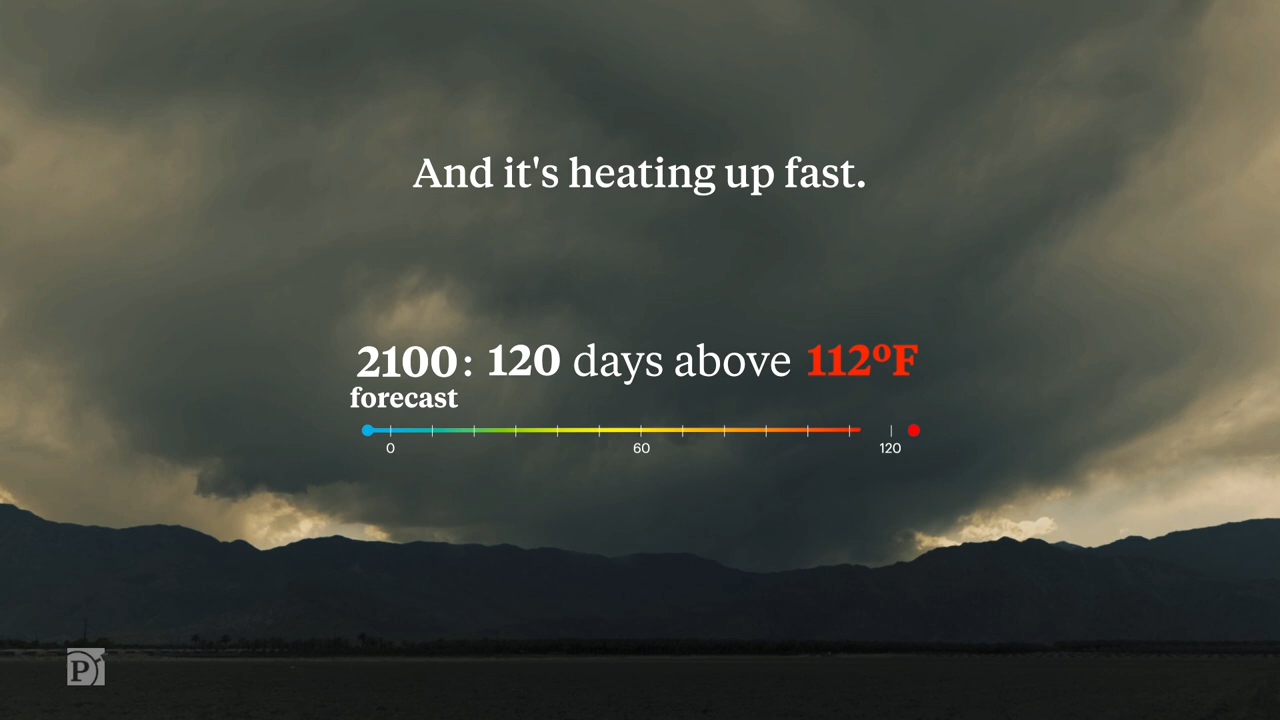 And it's heating up fast.
2100: 120 days above 112ºF
forecast
0 60 120
P